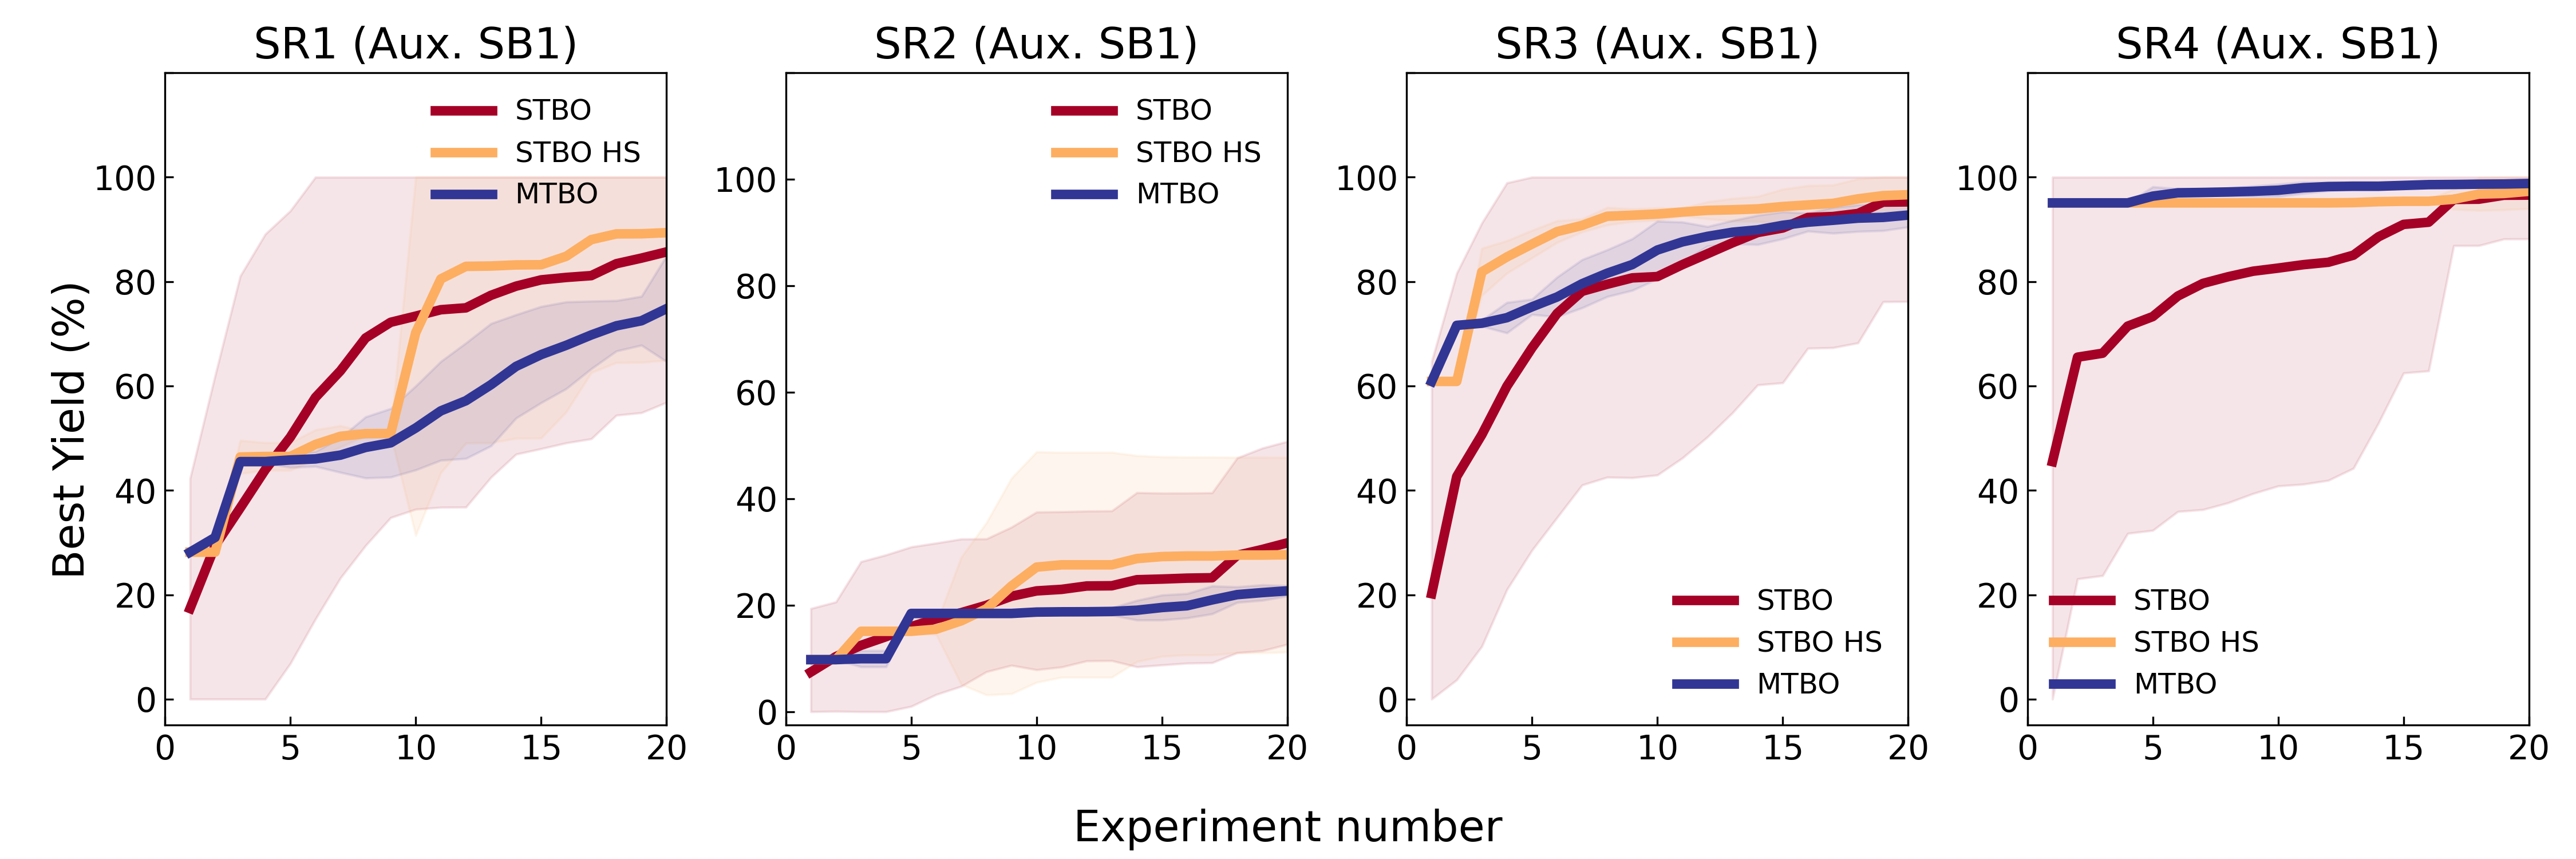 SR1 (Aux. SB1)
SR2 (Aux. SB1)
SR3 (Aux. SB1)
SR4 (Aux. SB1)
Best Yield (%)
100
80
60
40
20
0
0 5 10 15 20
STBO
STBO HS
MTBO
100
80
60
40
20
0
0 5 10 15 20
STBO
STBO HS
MTBO
100
80
60
40
20
0
0 5 10 15 20
STBO
STBO HS
MTBO
100
80
60
40
20
0
0 5 10 15 20
STBO
STBO HS
MTBO
Experiment number